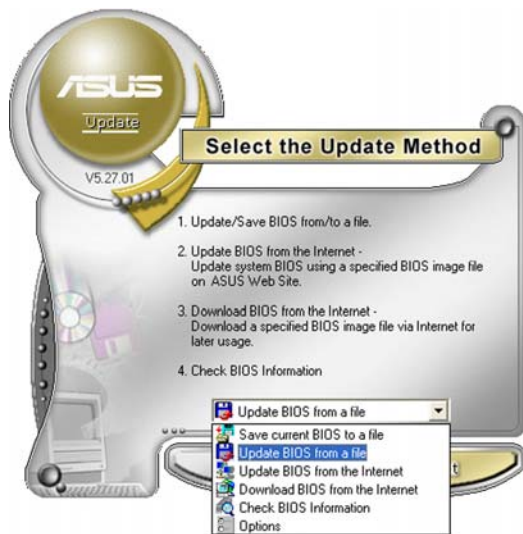 ASUS
Update
V5.27.01
Select the Update Method
1. Update/Save BIOS from/to a file.
2. Update BIOS from the Internet -
Update system BIOS using a specified BIOS image file
on ASUS Web Site.
3. Download BIOS from the Internet -
Download a specified BIOS image file via Internet for
later usage.
4. Check BIOS Information
Update BIOS from a file
Save current BIOS to a file
Update BIOS from a file
Update BIOS from the Internet
Download BIOS from the Internet
Check BIOS Information
Options